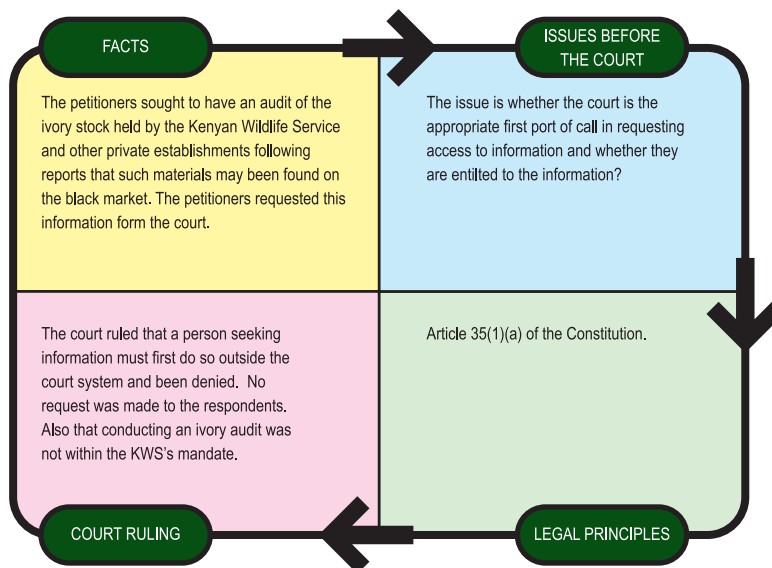 FACTS
The petitioners sought to have an audit of the
ivory stock held by the Kenyan Wildlife Service
and other private establishments following
reports that such materials may been found on
the black market. The petitioners requested this
information form the court.
ISSUES BEFORE
THE COURT
The issue is whether the court is the
appropriate first port of call in requesting
access to information and whether they
are entilted to the information?
Article 35(1)(a) of the Constitution.
LEGAL PRINCIPLES
The court ruled that a person seeking
information must first do so outside the
court system and been denied.  No
request was made to the respondents.
Also that conducting an ivory audit was
not within the KWS's mandate.
COURT RULING